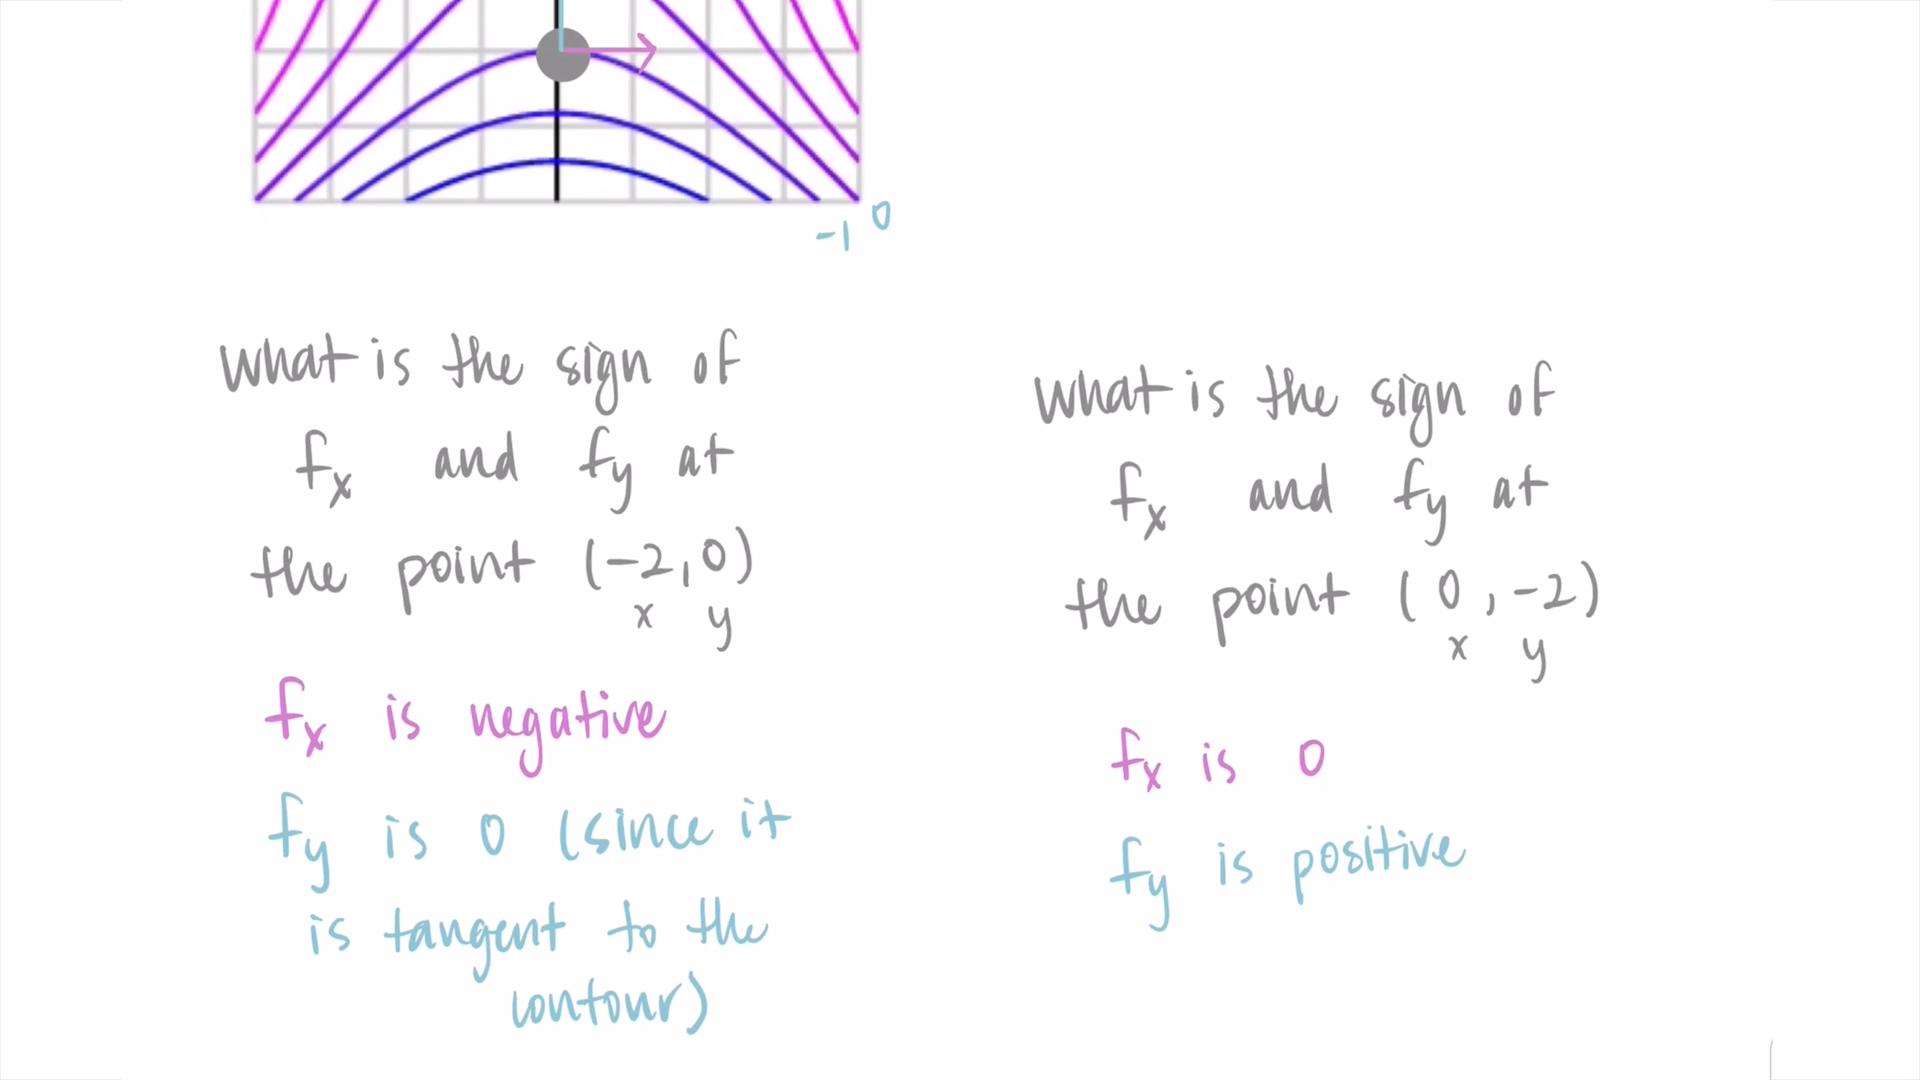 -1 0
What is the sign of
fx and fy at
the point (-2,0)
x y
fx is negative
fy is 0 (since it
is tangent to the
contour)
What is the sign of
fx and fy at
the point (0,-2)
x y
fx is 0
fy is positive